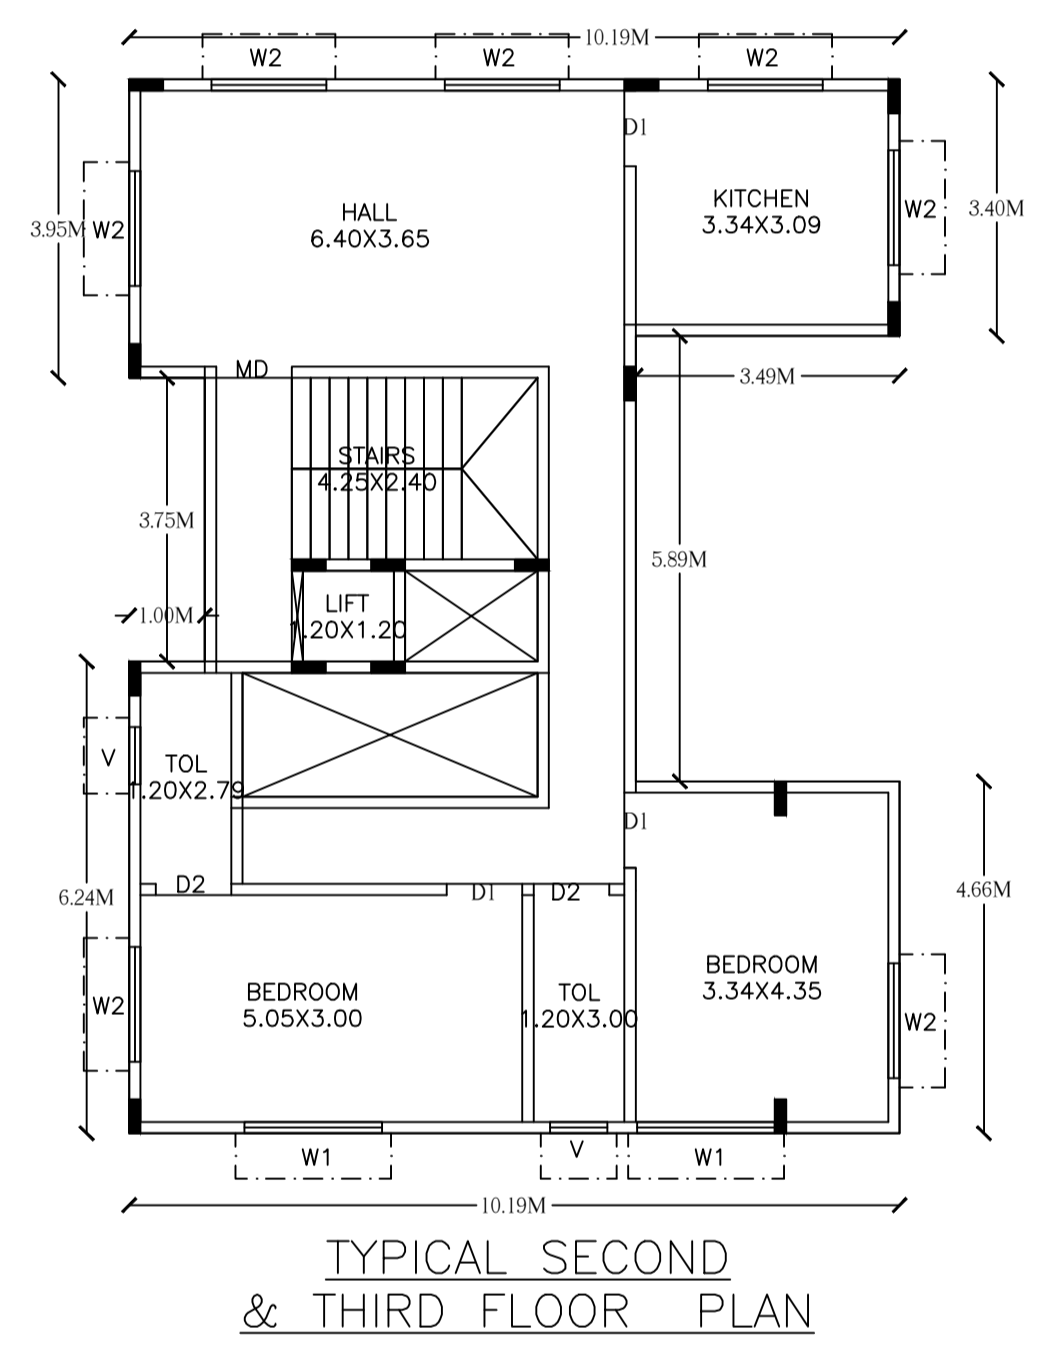 10.19M
W2 W2 W2
D1
HALL
6.40X3.65
KITCHEN
3.34X3.09
3.95M W2
W2 3.40M
MD
3.49M
STAIRS
4.25X2.40
3.75M
5.89M
LIFT
1.20X1.20
1.00M
V
TOL
1.20X2.79
D1
D2
D1 D2
6.24M
4.66M
BEDROOM
3.34X4.35
BEDROOM
5.05X3.00
TOL
1.20X3.00
W2
W2
W1 V W1
10.19M
TYPICAL SECOND
& THIRD FLOOR PLAN